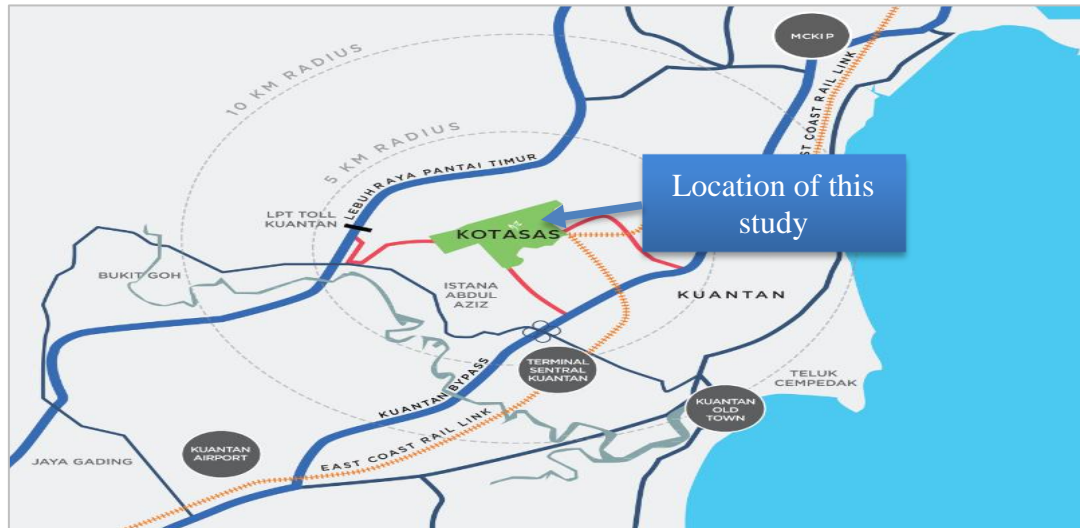 MCKIP
10 KM RADIUS
5 KM RADIUS
LEBUHRAYA PANTAI TIMUR
EAST COAST RAIL LINK
Location of this
study
LPT TOLL
KUANTAN
KOTASAS
BUKIT GOH
ISTANA
ABDUL
AZIZ
KUANTAN
TERMINAL
SENTRAL
KUANTAN
TELUK
CEMPEDAK
KUANTAN BYPASS
KUANTAN
OLD
TOWN
EAST COAST RAIL LINK
KUANTAN
AIRPORT
JAYA GADING